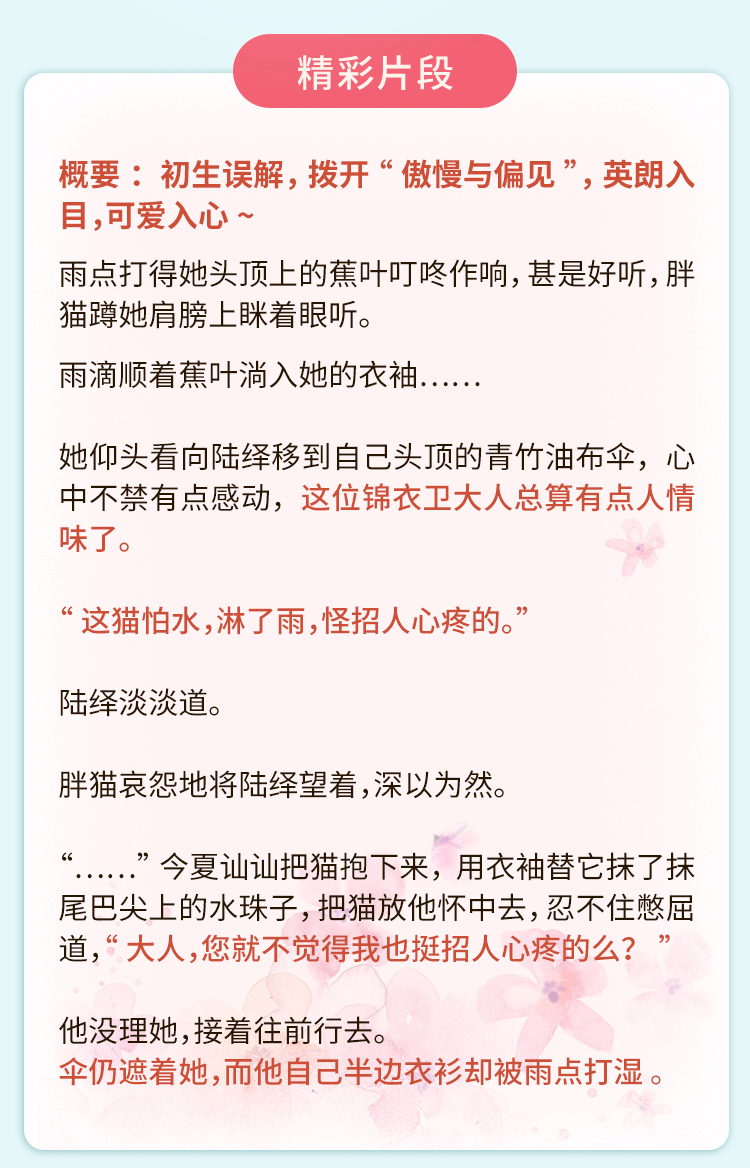 精彩片段
概要：初生误解，拨开“傲慢与偏见”，英朗入
目，可爱入心~
雨点打得她头顶上的蕉叶叮咚作响，甚是好听，胖
猫蹲她肩膀上眯着眼听。
雨滴顺着蕉叶淌入她的衣袖……
她仰头看向陆绎移到自己头顶的青竹油布伞，心
中不禁有点感动，这位锦衣卫大人总算有点人情
味了。
“这猫怕水，淋了雨，怪招人心疼的。”
陆绎淡淡道。
胖猫哀怨地将陆绎望着，深以为然。
“……”今夏讪讪把猫抱下来，用衣袖替它抹了抹
尾巴尖上的水珠子，把猫放他怀中去，忍不住憋屈
道，“大人，您就不觉得我也挺招人心疼的么？”
他没理她，接着往前行去。
伞仍遮着她，而他自己半边衣衫却被雨点打湿。